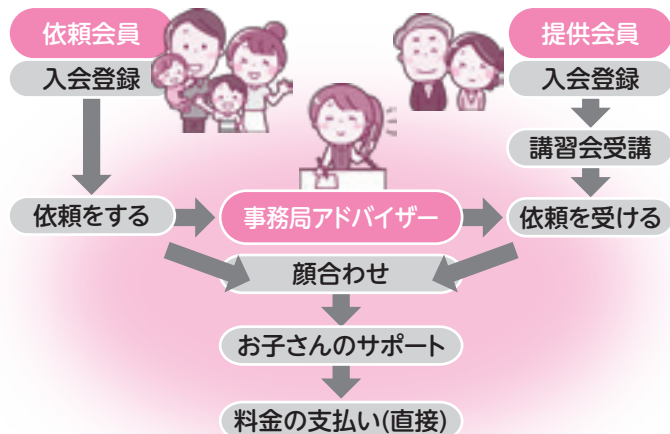 依頼会員
提供会員
入会登録
入会登録
講習会受講
依頼をする
事務局アドバイザー
依頼を受ける
顔合わせ
お子さんのサポート
料金の支払い(直接)